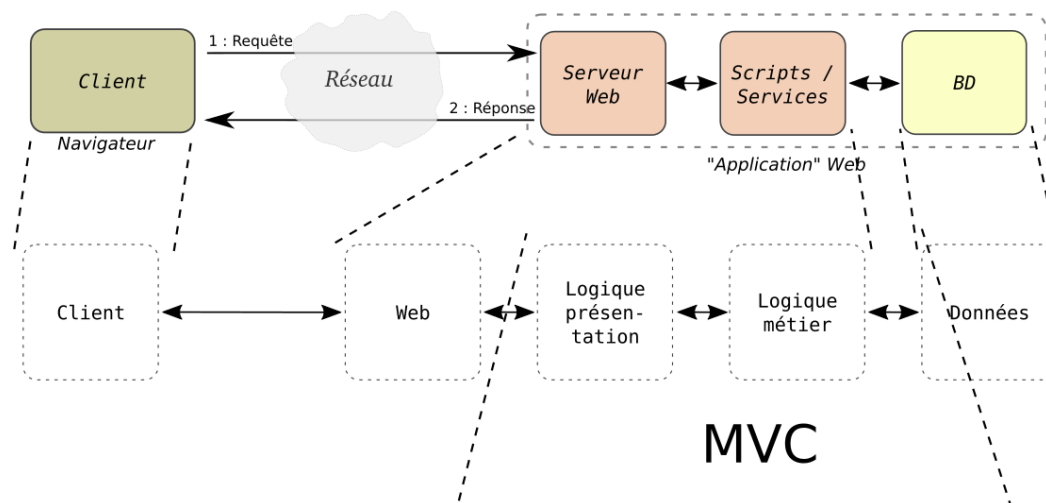 1 : Requête
Client
Réseau
Serveur
Web
Scripts /
Services
BD
2 : Réponse
Navigateur
"Application" Web
Client
Web
Logique
présen-
tation
Logique
métier
Données
MVC